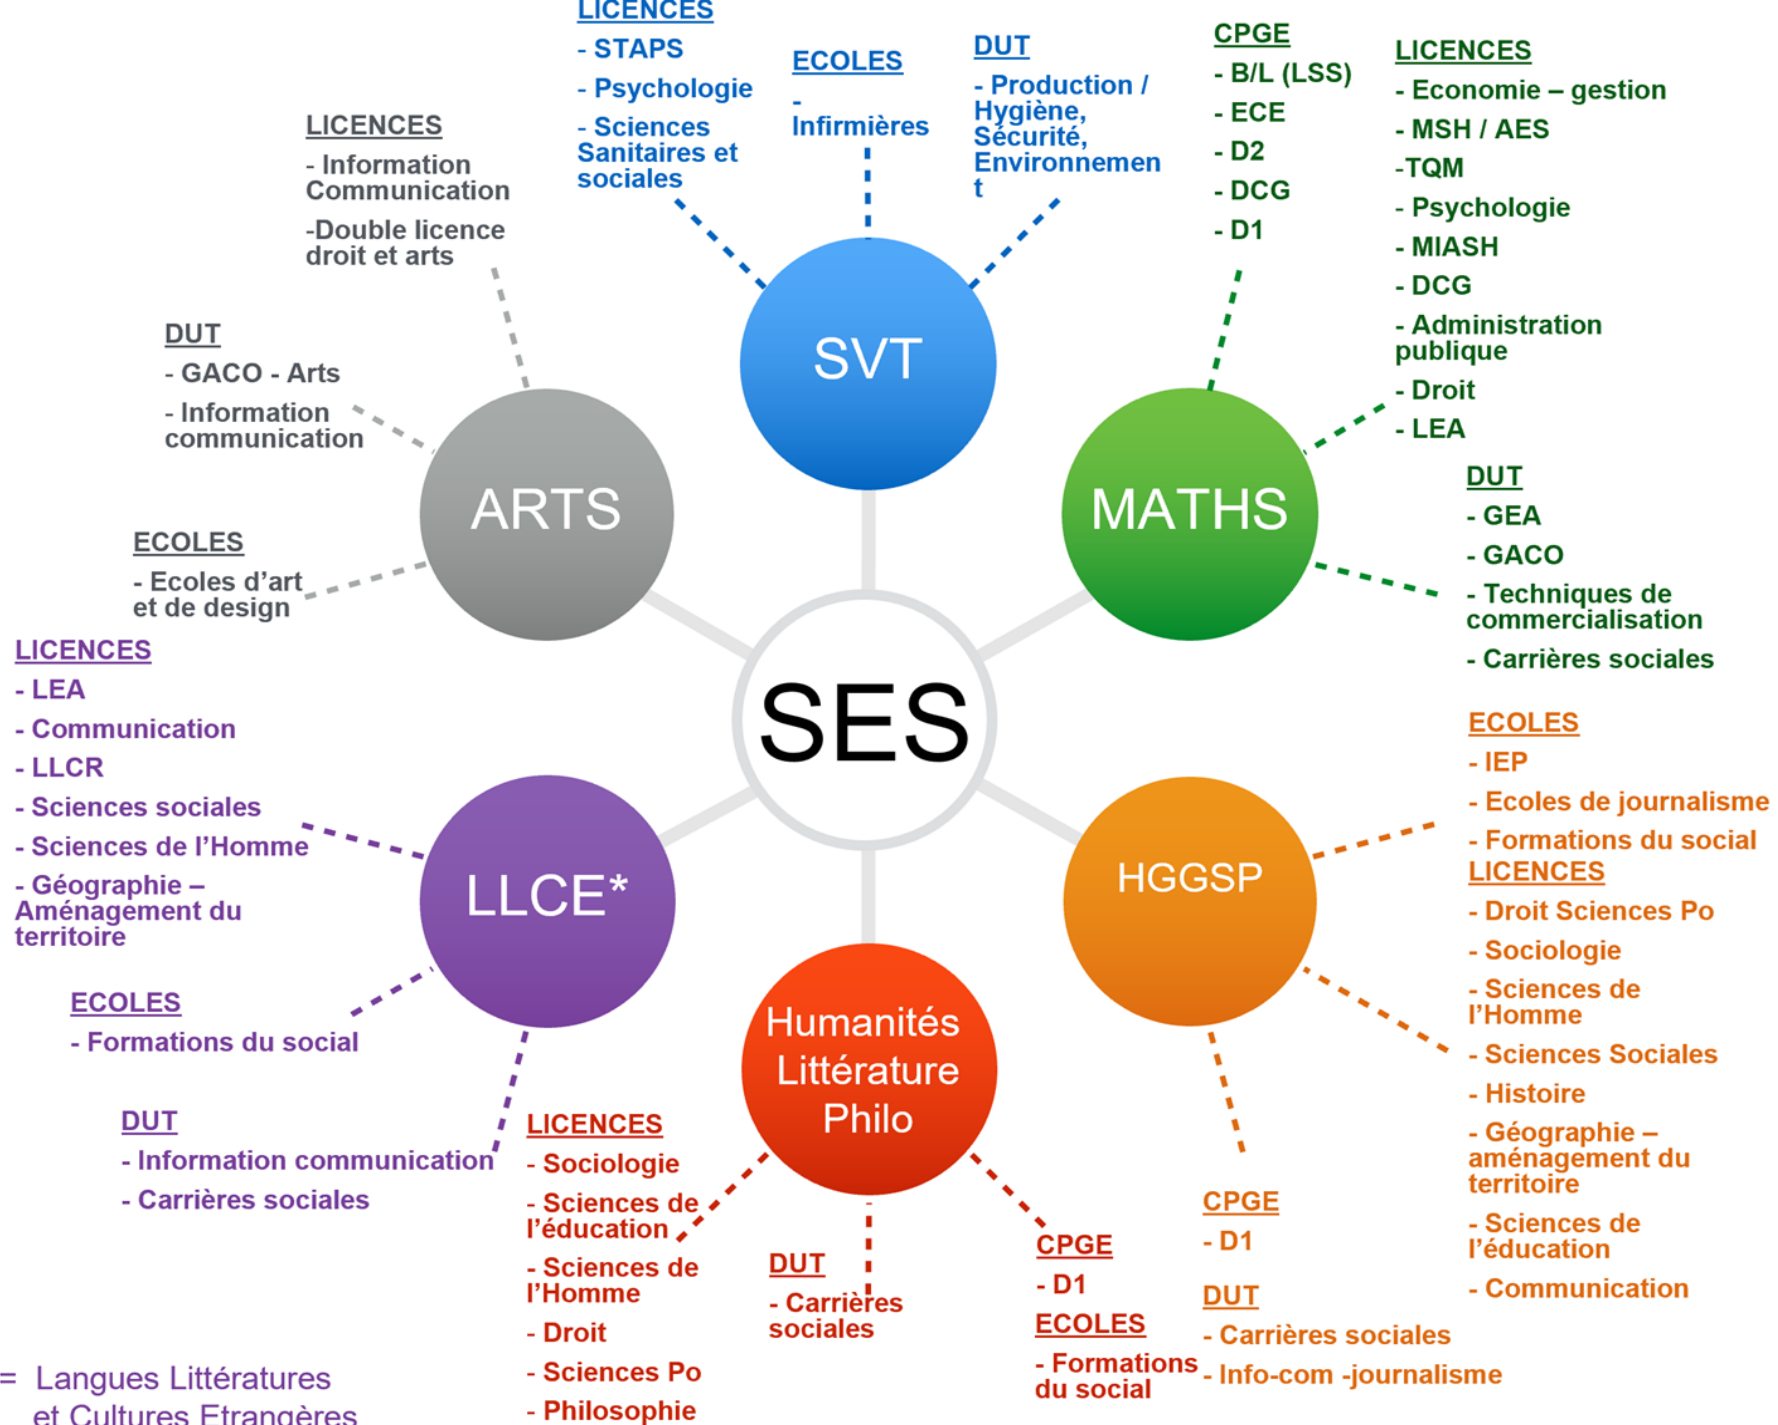 LICENCES
- STAPS
- Psychologie
- Sciences
Sanitaires et
sociales
ECOLES
-
Infirmières
DUT
- Production /
Hygiène,
Sécurité,
Environnemen
t
CPGE
- B/L (LSS)
- ECE
- D2
- DCG
- D1
LICENCES
- Economie – gestion
- MSH / AES
-TQM
- Psychologie
- MIASH
- DCG
- Administration
publique
- Droit
- LEA
DUT
- GEA
- GACO
- Techniques de
commercialisation
- Carrières sociales
LICENCES
- Information
Communication
-Double licence
droit et arts
DUT
- GACO - Arts
- Information
communication
ECOLES
- Ecoles d’art
et de design
SVT
ARTS
MATHS
SES
LLCE*
HGGSP
Humanités
Littérature
Philo
LICENCES
- LEA
- Communication
- LLCR
- Sciences sociales
- Sciences de l’Homme
- Géographie –
Aménagement du
territoire
ECOLES
- Formations du social
DUT
- Information communication
- Carrières sociales
ECOLES
- IEP
- Ecoles de journalisme
- Formations du social
LICENCES
- Droit Sciences Po
- Sociologie
- Sciences de
l’Homme
- Sciences Sociales
- Histoire
- Géographie –
aménagement du
territoire
- Sciences de
l’éducation
- Communication
CPGE
- D1
DUT
- Carrières sociales
- Info-com -journalisme
LICENCES
- Sociologie
- Sciences de
l’éducation
- Sciences de
l’Homme
- Droit
- Sciences Po
- Philosophie
DUT
- Carrières
sociales
CPGE
- D1
ECOLES
- Formations
du social
= Langues Littératures
et Cultures Etrangères